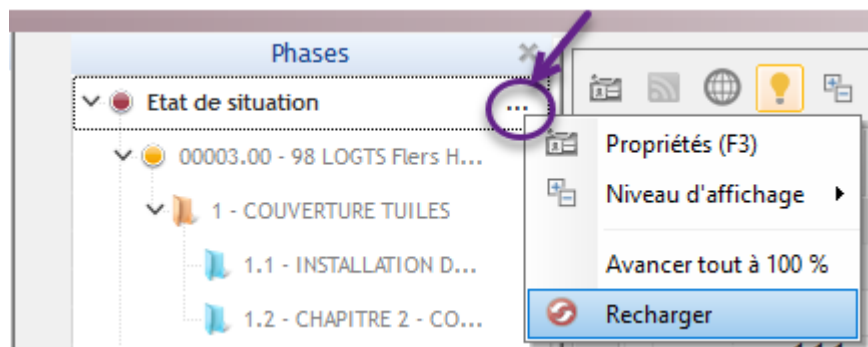 Phases
Etat de situation ...
00003.00 - 98 LOGTS Flers H...
1 - COUVERTURE TUILES
1.1 - INSTALLATION D...
1.2 - CHAPITRE 2 - CO...
Propriétés (F3)
Niveau d'affichage
Avancer tout à 100 %
Recharger